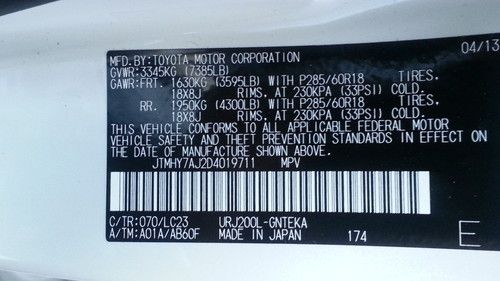 MFD.BY:TOYOTA MOTOR CORPORATION 04/13
GVWR:3345KG (7385LB)
GAWR:FRT. 1630KG (3595LB) WITH P285/60R18 TIRES,
18X8J RIMS, AT 230KPA (33PSI) COLD.
RR. 1950KG (4300LB) WITH P285/60R18 TIRES,
18X8J RIMS, AT 230KPA (33PSI) COLD.
THIS VEHICLE CONFORMS TO ALL APPLICABLE FEDERAL MOTOR
VEHICLE SAFETY AND THEFT PREVENTION STANDARDS IN EFFECT ON
THE DATE OF MANUFACTURE SHOWN ABOVE.
JTMHY7AJ2D4019711 MPV
C/TR:070/LC23 URJ200L-GNTEKA
A/TM:A01A/AB60F MADE IN JAPAN 174 E